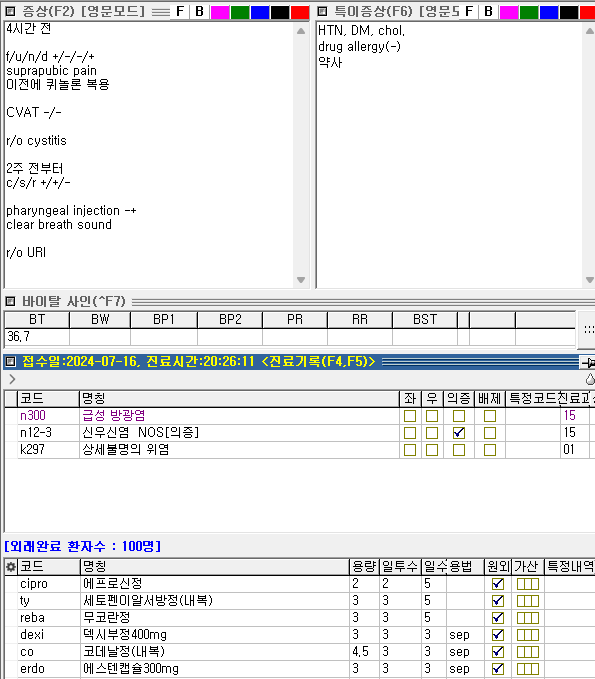 증상(F2) [영문모드] F B
4시간 전
f/u/n/d +/-/-/+
suprapubic pain
이전에 퀴놀론 복용
CVAT -/-
r/o cystitis
2주 전부터
c/s/r +/+/-
pharyngeal injection -+
clear breath sound
r/o URI
특이증상(F6) [영문 F B
HTN, DM, chol,
drug allergy(-)
약사
바이탈 사인(^F7)
BT BW BP1 BP2 PR RR BST
36.7
접수일:2024-07-16, 진료시간:20:26:11 <진료기록(F4,F5)>
코드 명칭 좌 우 의증 배제 특정코드 진료과
n300 급성 방광염 15
n12-3 신우신염 NOS[의증] 15
k297 상세불명의 위염 01
[외래완료 환자수 : 100명]
코드 명칭 용량 일투수 일수 용법 원외 가산 특정내역
cipro 에프로신정 2 2 5
ty 세토펜이알서방정(내복) 3 3 5
reba 무코란정 3 3 5
dexi 덱시부정400mg 3 3 3 sep
co 코데날정(내복) 4.5 3 3 sep
erdo 에스텐캡슐300mg 3 3 3 sep